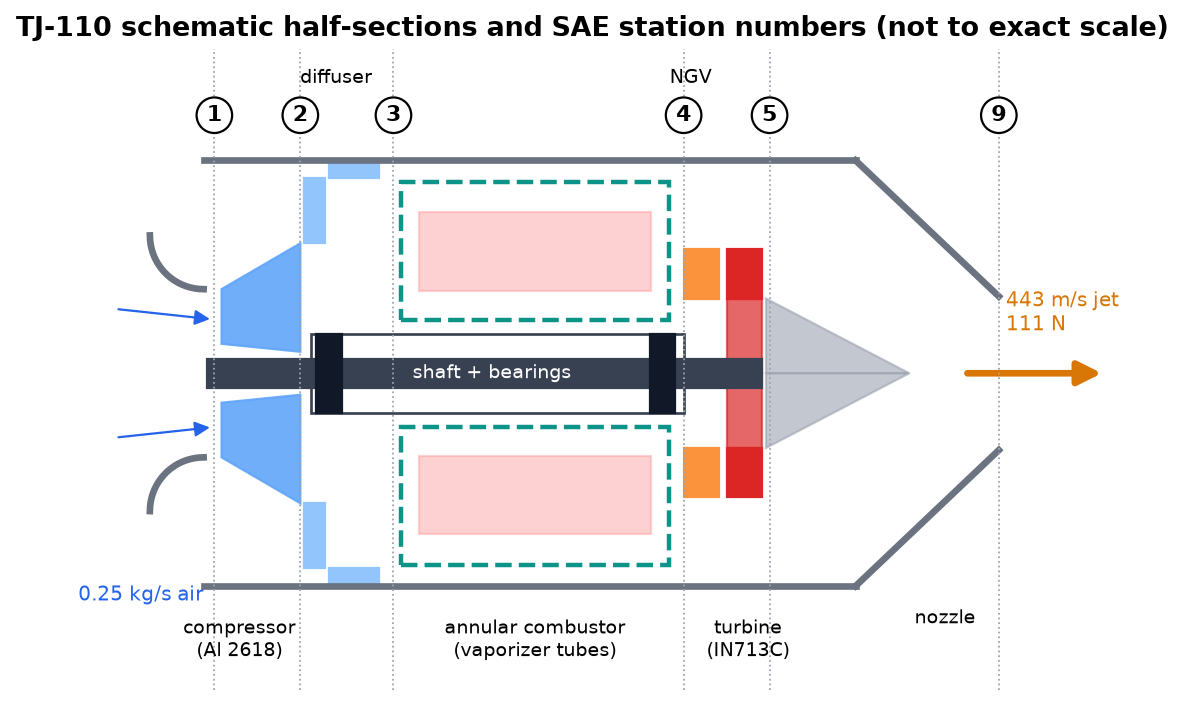 TJ-110 schematic half-sections and SAE station numbers (not to exact scale)
diffuser
NGV
1
2
3
4
5
9
443 m/s jet
111 N
shaft + bearings
0.25 kg/s air
compressor
(Al 2618)
annular combustor
(vaporizer tubes)
turbine
(IN713C)
nozzle